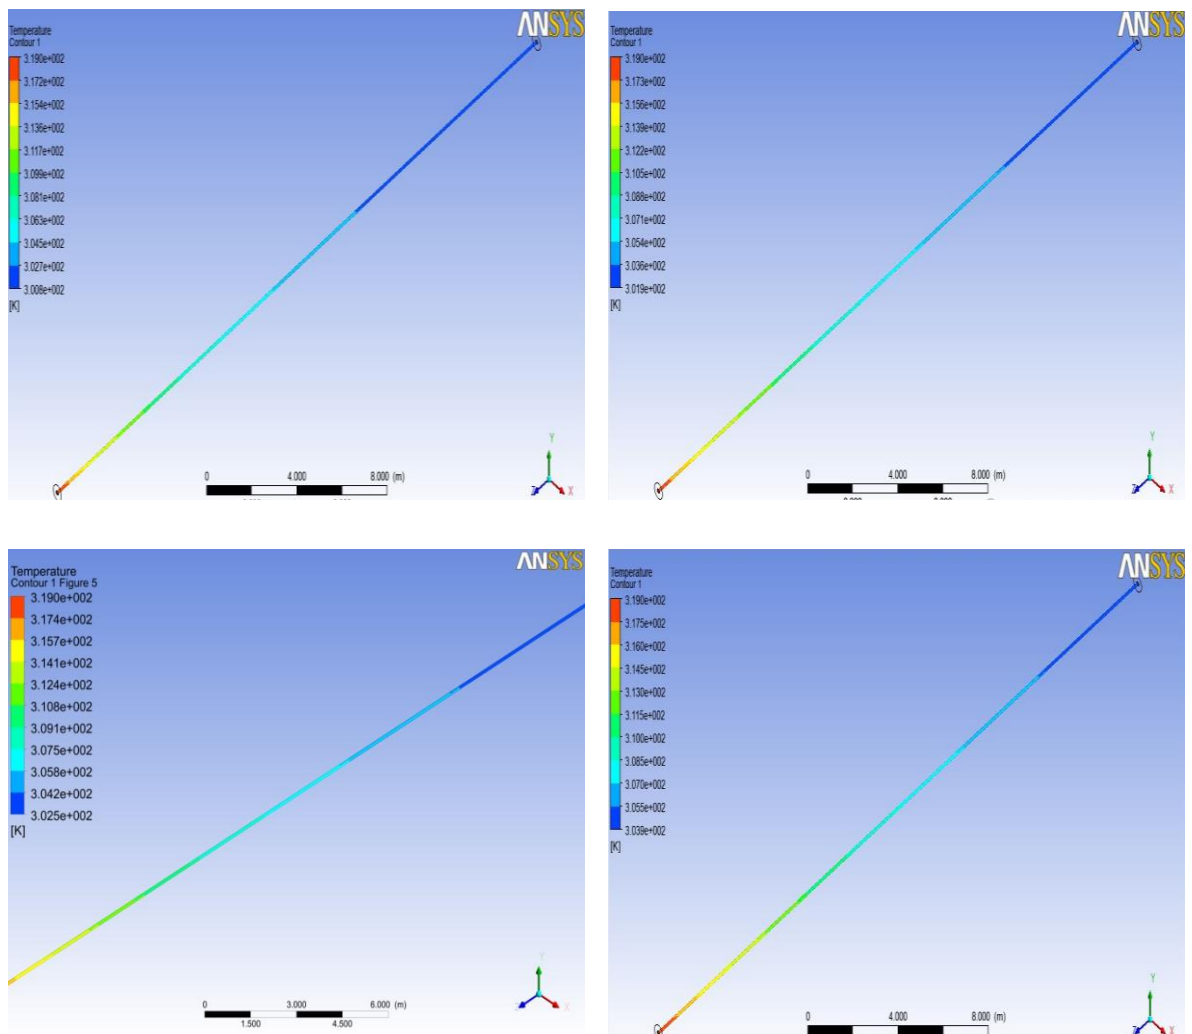 ANSYS
Temperature
Contour 1
3.190e+002
3.172e+002
3.154e+002
3.136e+002
3.117e+002
3.099e+002
3.081e+002
3.063e+002
3.045e+002
3.027e+002
3.008e+002
[K]
0 4.000 8.000 (m)
Y
Z X
ANSYS
Temperature
Contour 1
3.190e+002
3.173e+002
3.156e+002
3.139e+002
3.122e+002
3.105e+002
3.088e+002
3.071e+002
3.054e+002
3.036e+002
3.019e+002
[K]
0 4.000 8.000 (m)
Y
Z X
ANSYS
Temperature
Contour 1 Figure 5
3.190e+002
3.174e+002
3.157e+002
3.141e+002
3.124e+002
3.108e+002
3.091e+002
3.075e+002
3.058e+002
3.042e+002
3.025e+002
[K]
0 3.000 6.000 (m)
1.500 4.500
Y
Z X
ANSYS
Temperature
Contour 1
3.190e+002
3.175e+002
3.160e+002
3.145e+002
3.130e+002
3.115e+002
3.100e+002
3.085e+002
3.070e+002
3.055e+002
3.039e+002
[K]
0 4.000 8.000 (m)
Y
Z X